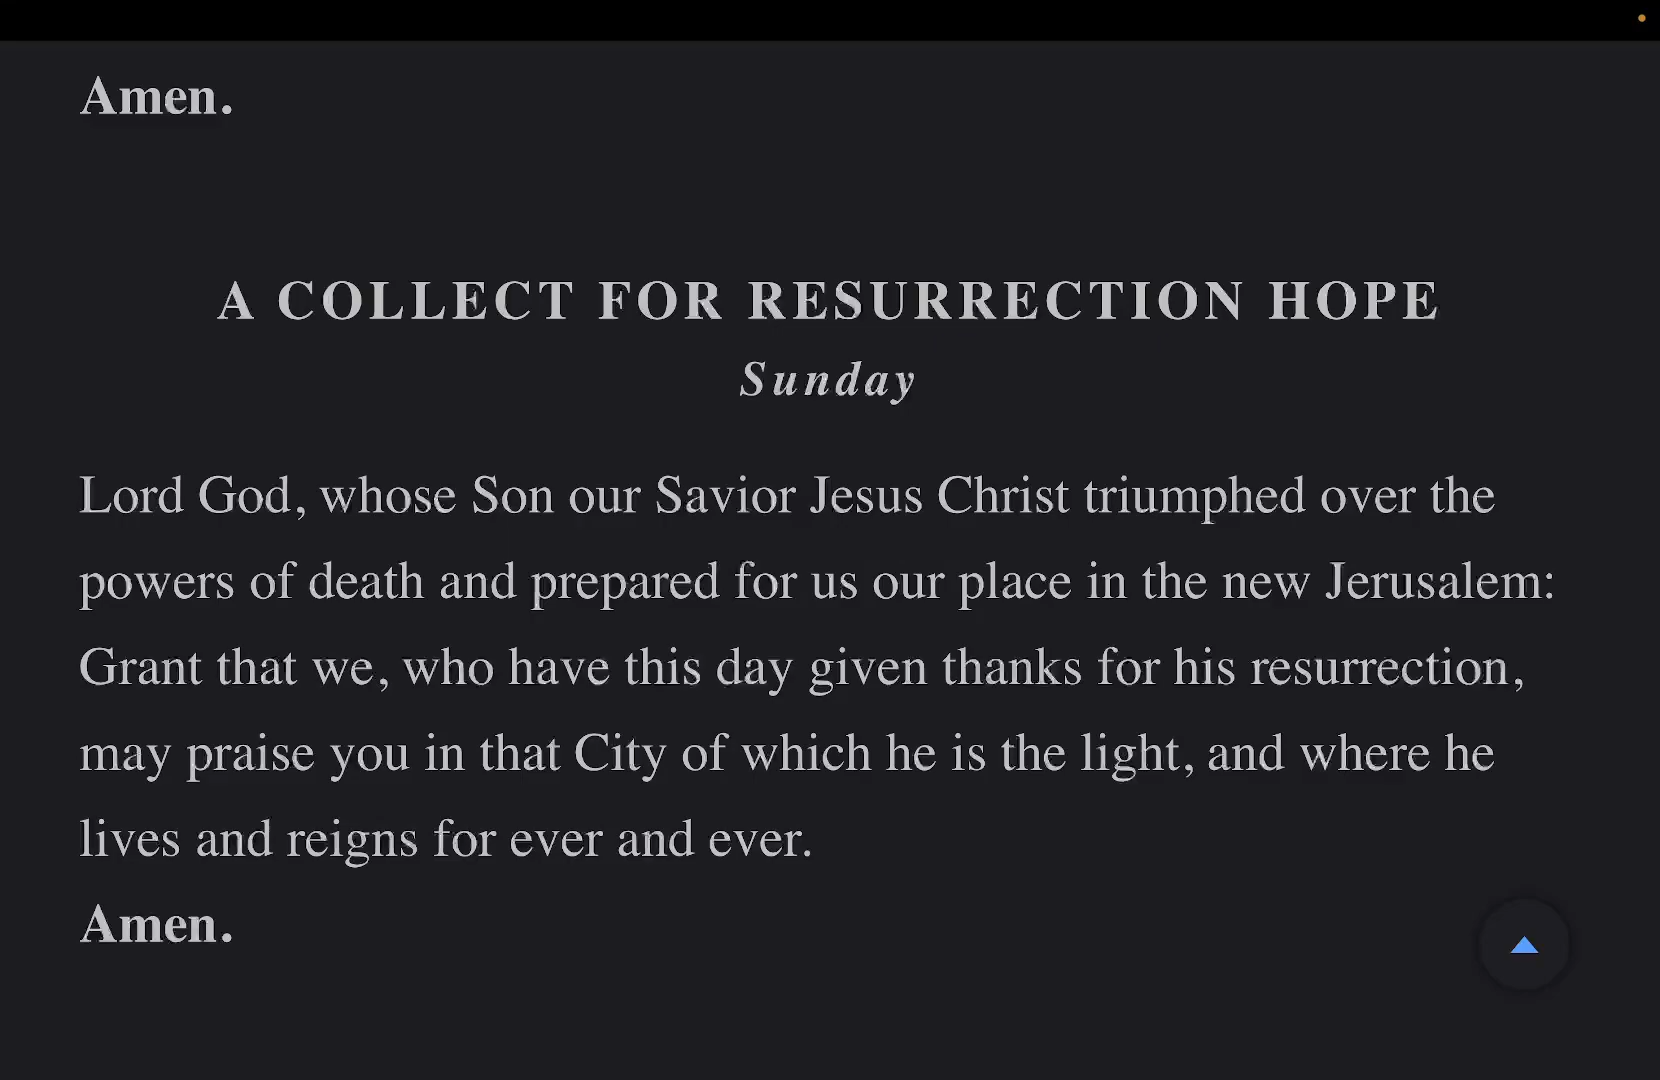 Amen.
A COLLECT FOR RESURRECTION HOPE
Sunday
Lord God, whose Son our Savior Jesus Christ triumphed over the
powers of death and prepared for us our place in the new Jerusalem:
Grant that we, who have this day given thanks for his resurrection,
may praise you in that City of which he is the light, and where he
lives and reigns for ever and ever.
Amen.